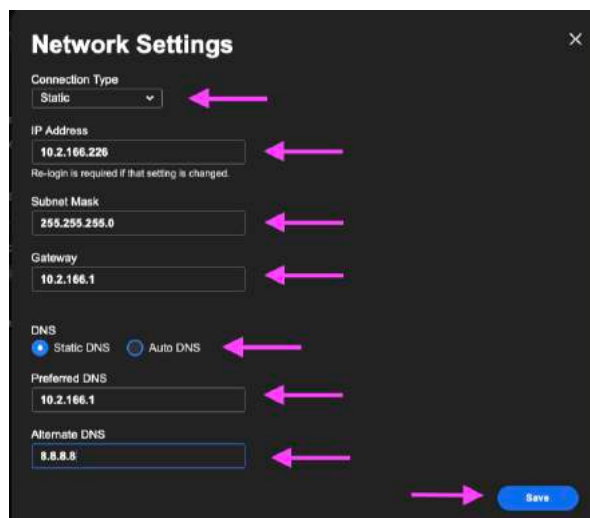 Network Settings
Connection Type
Static
IP Address
10.2.166.226
Re-login is required if that setting is changed.
Subnet Mask
255.255.255.0
Gateway
10.2.166.1
DNS
Static DNS Auto DNS
Preferred DNS
10.2.166.1
Alternate DNS
8.8.8.8
Save